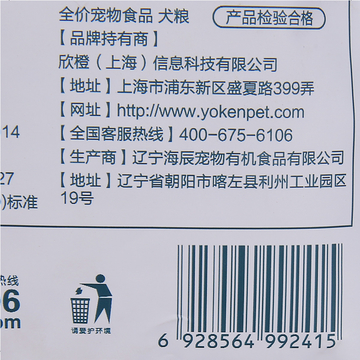 全价宠物食品 犬粮 产品检验合格
【品牌持有商】
欣橙（上海）信息科技有限公司
【地址】上海市浦东新区盛夏路399弄
【网址】http://www.yokenpet.com
14 【全国客服热线】400-675-6106
【生产商】辽宁海辰宠物有机食品有限公司
27 【地址】辽宁省朝阳市喀左县利州工业园区
)标准 19号
热线
06
om
请爱护环境
6 928564 992415